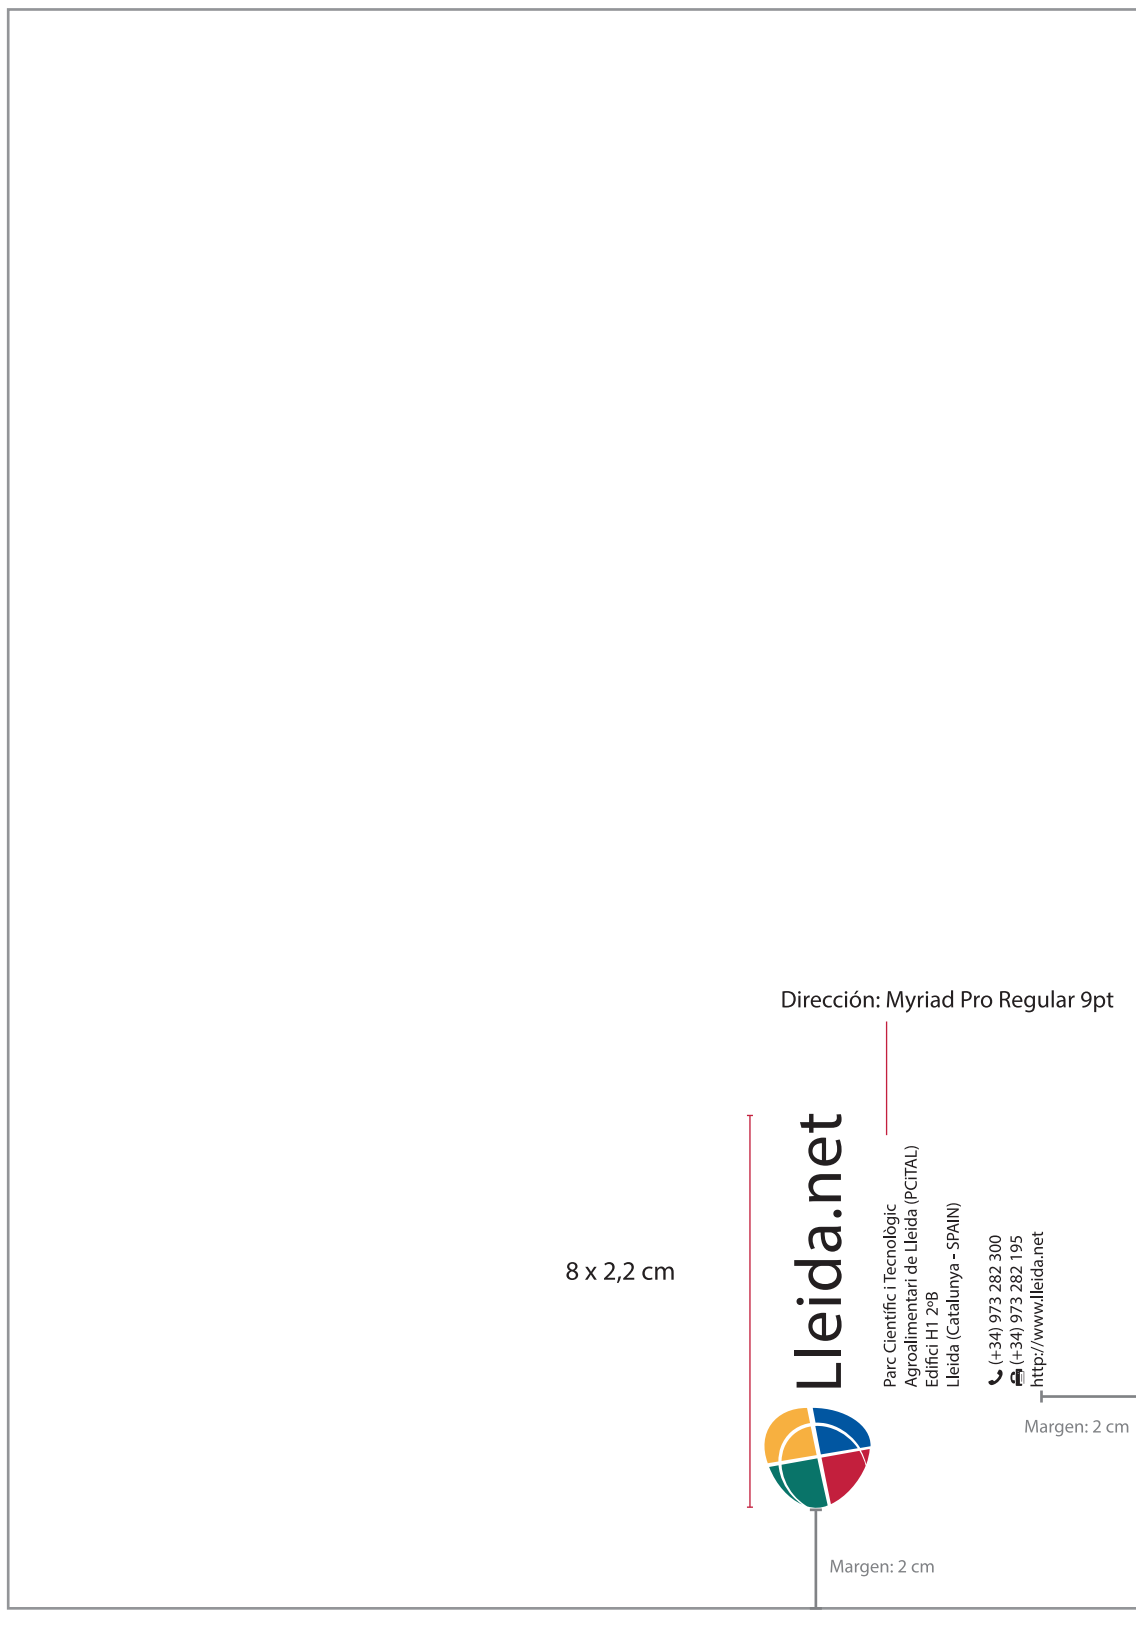 Dirección: Myriad Pro Regular 9pt
8 x 2,2 cm
Lleida.net
Parc Científic i Tecnològic
Agroalimentari de Lleida (PCiTAL)
Edifici H1 2ºB
Lleida (Catalunya - SPAIN)
(+34) 973 282 300
(+34) 973 282 195
http://www.lleida.net
Margen: 2 cm
Margen: 2 cm